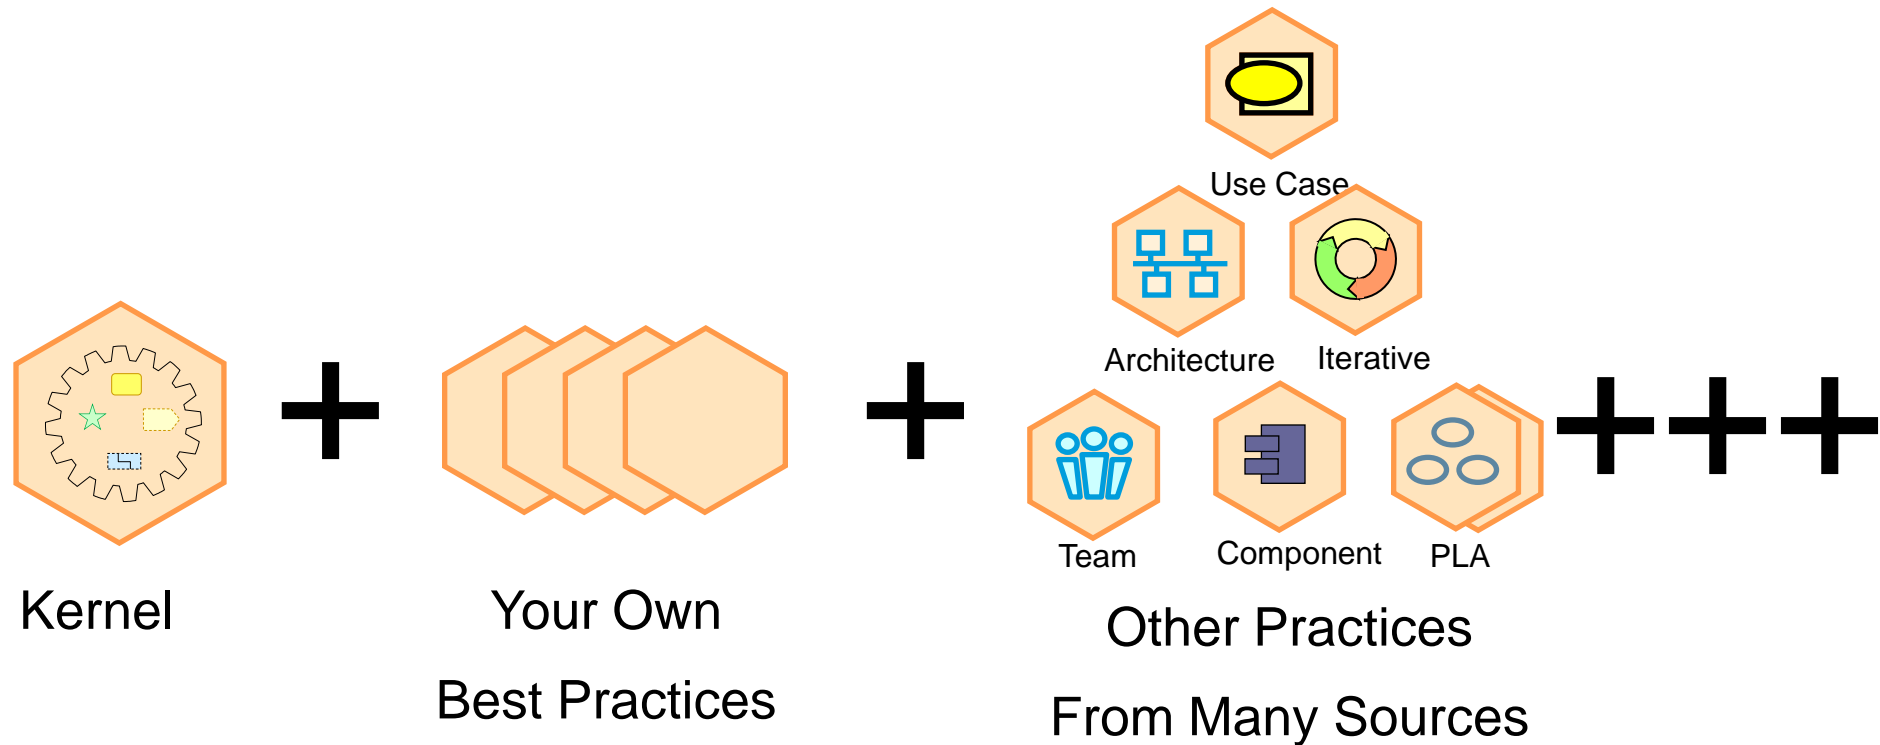 Use Case
Architecture
Iterative
Team
Component
PLA
Kernel
Your Own
Best Practices
Other Practices
From Many Sources